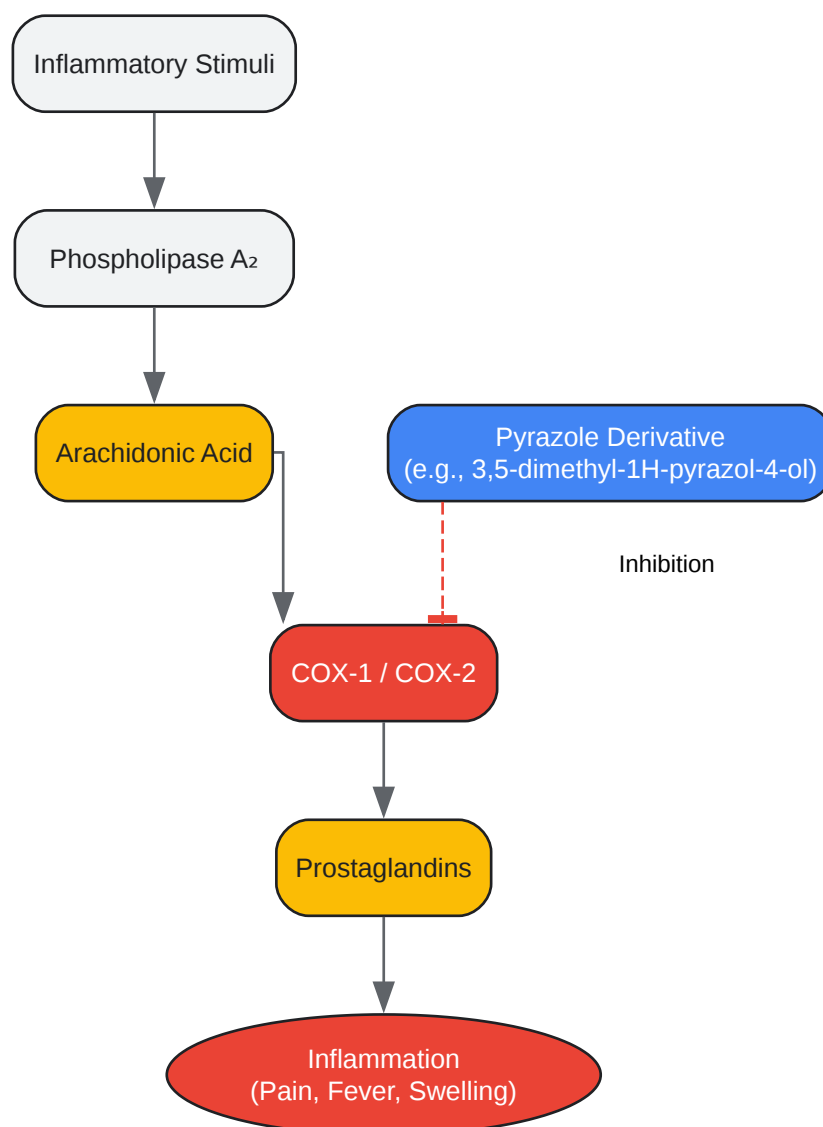 Inflammatory Stimuli
Phospholipase A₂
Arachidonic Acid
Pyrazole Derivative
(e.g., 3,5-dimethyl-1H-pyrazol-4-ol)
Inhibition
COX-1 / COX-2
Prostaglandins
Inflammation
(Pain, Fever, Swelling)